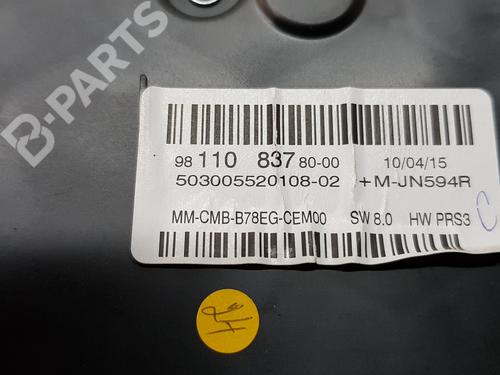 B-PARTS
98 110 837 80-00 10/04/15
503005520108-02 +M-JN594R
MM-CMB-B78EG-CEM00 SW 8.0 HW PRS3